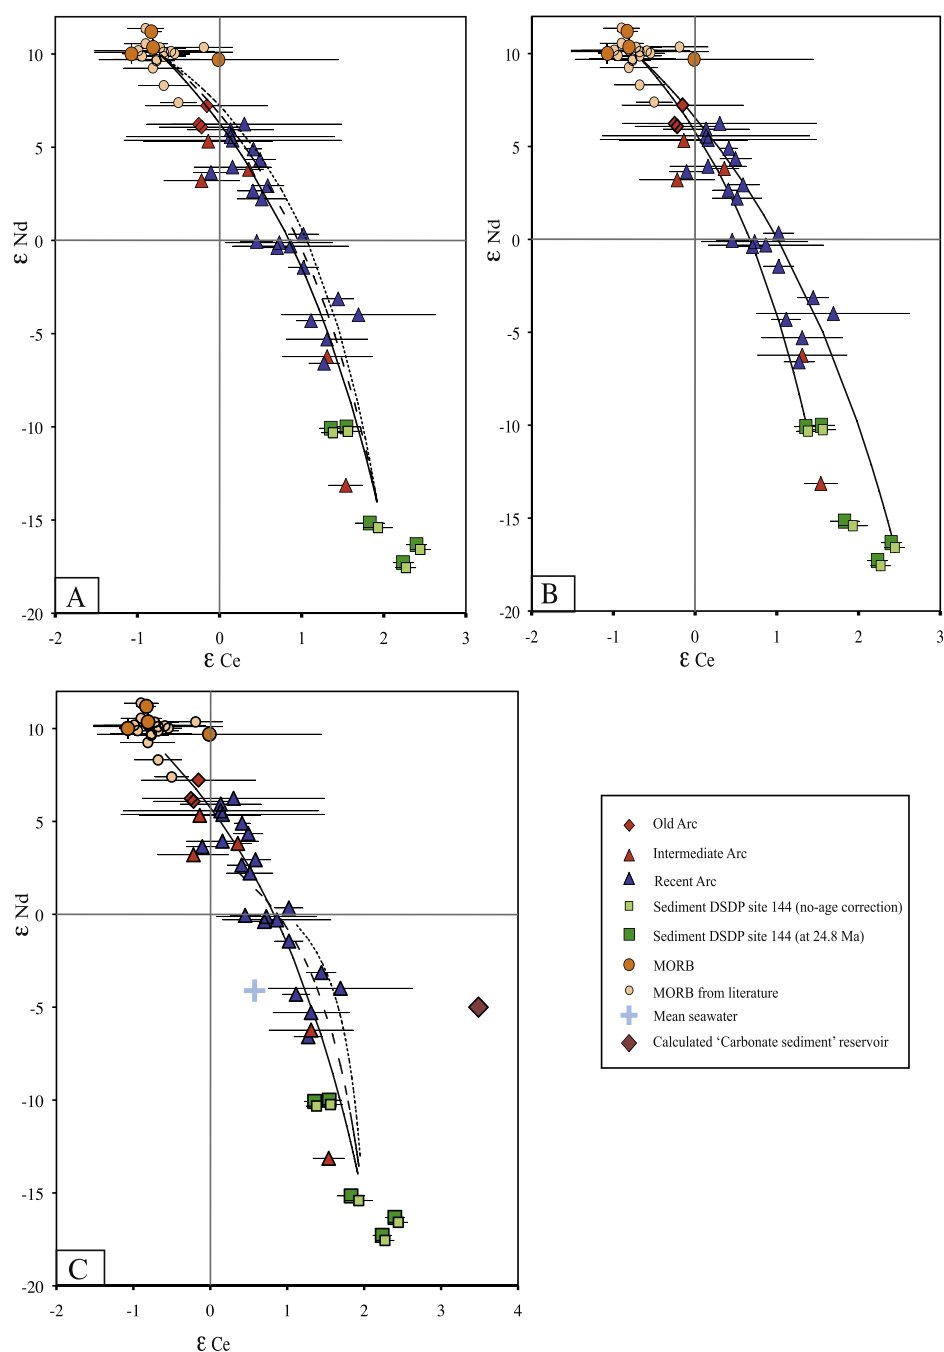 10
5
0
-5
-10
-15
-20
ε Nd
A
-2
-1
0
1
2
3
ε Ce
10
5
0
-5
-10
-15
-20
ε Nd
B
-2
-1
0
1
2
3
ε Ce
10
5
0
-5
-10
-15
-20
ε Nd
C
-2
-1
0
1
2
3
4
ε Ce
Old Arc
Intermediate Arc
Recent Arc
Sediment DSDP site 144 (no-age correction)
Sediment DSDP site 144 (at 24.8 Ma)
MORB
MORB from literature
Mean seawater
Calculated ‘Carbonate sediment’ reservoir